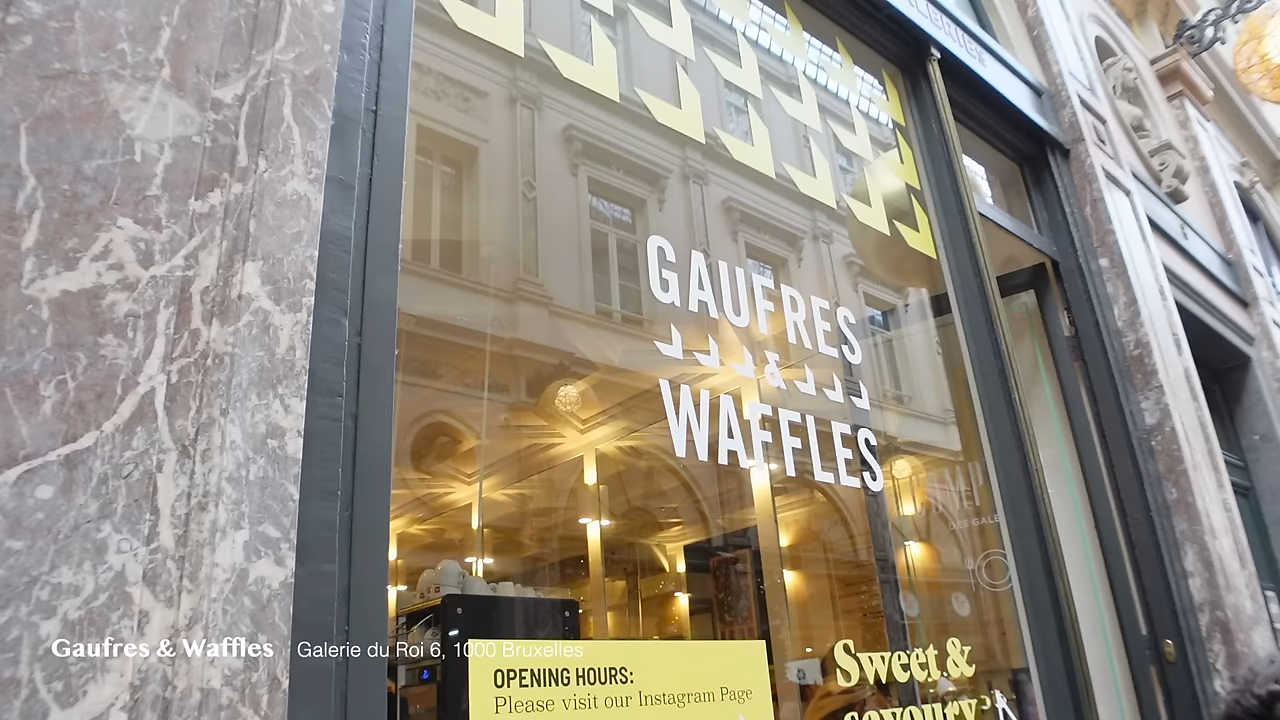 GAUFRES
&
WAFFLES
Gaufres & Waffles Galerie du Roi 6, 1000 Bruxelles
OPENING HOURS:
Please visit our Instagram Page
Sweet &
savoury